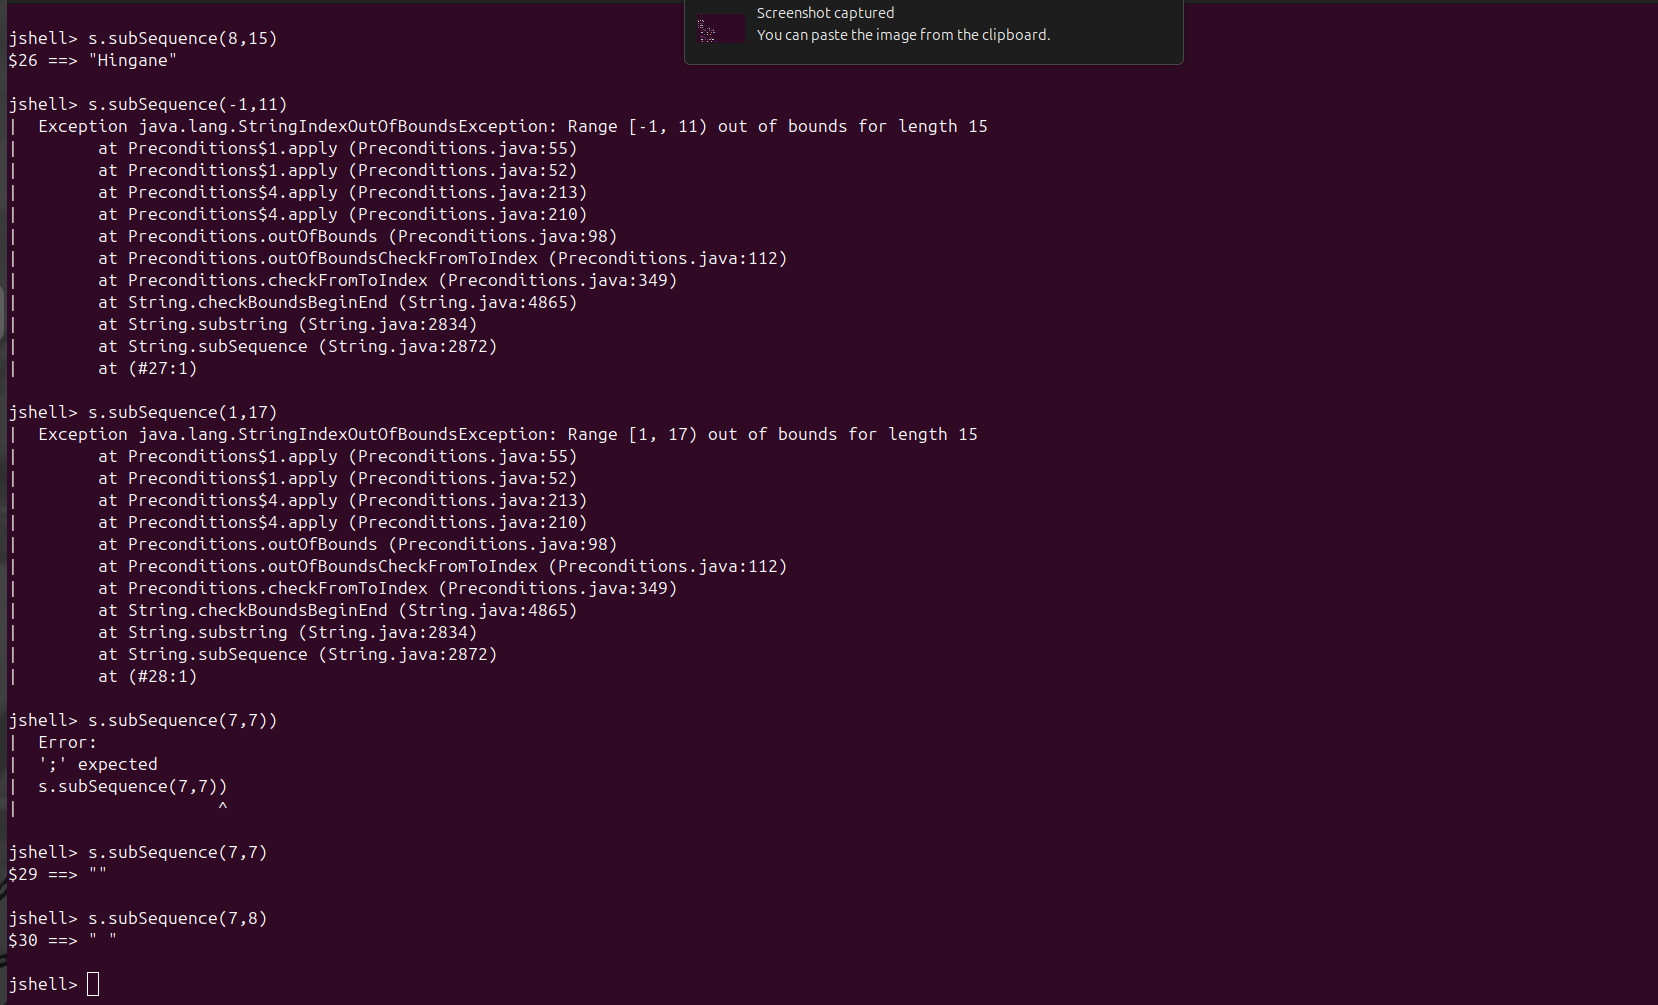 Screenshot captured
You can paste the image from the clipboard.
jshell> s.subSequence(8,15)
$26 ==> "Hingane"
jshell> s.subSequence(-1,11)
|  Exception java.lang.StringIndexOutOfBoundsException: Range [-1, 11) out of bounds for length 15
|        at Preconditions$1.apply (Preconditions.java:55)
|        at Preconditions$1.apply (Preconditions.java:52)
|        at Preconditions$4.apply (Preconditions.java:213)
|        at Preconditions$4.apply (Preconditions.java:210)
|        at Preconditions.outOfBounds (Preconditions.java:98)
|        at Preconditions.outOfBoundsCheckFromToIndex (Preconditions.java:112)
|        at Preconditions.checkFromToIndex (Preconditions.java:349)
|        at String.checkBoundsBeginEnd (String.java:4865)
|        at String.substring (String.java:2834)
|        at String.subSequence (String.java:2872)
|        at (#27:1)
jshell> s.subSequence(1,17)
|  Exception java.lang.StringIndexOutOfBoundsException: Range [1, 17) out of bounds for length 15
|        at Preconditions$1.apply (Preconditions.java:55)
|        at Preconditions$1.apply (Preconditions.java:52)
|        at Preconditions$4.apply (Preconditions.java:213)
|        at Preconditions$4.apply (Preconditions.java:210)
|        at Preconditions.outOfBounds (Preconditions.java:98)
|        at Preconditions.outOfBoundsCheckFromToIndex (Preconditions.java:112)
|        at Preconditions.checkFromToIndex (Preconditions.java:349)
|        at String.checkBoundsBeginEnd (String.java:4865)
|        at String.substring (String.java:2834)
|        at String.subSequence (String.java:2872)
|        at (#28:1)
jshell> s.subSequence(7,7))
|  Error:
|  ';' expected
|  s.subSequence(7,7))
|                    ^
jshell> s.subSequence(7,7)
$29 ==> ""
jshell> s.subSequence(7,8)
$30 ==> " "
jshell>